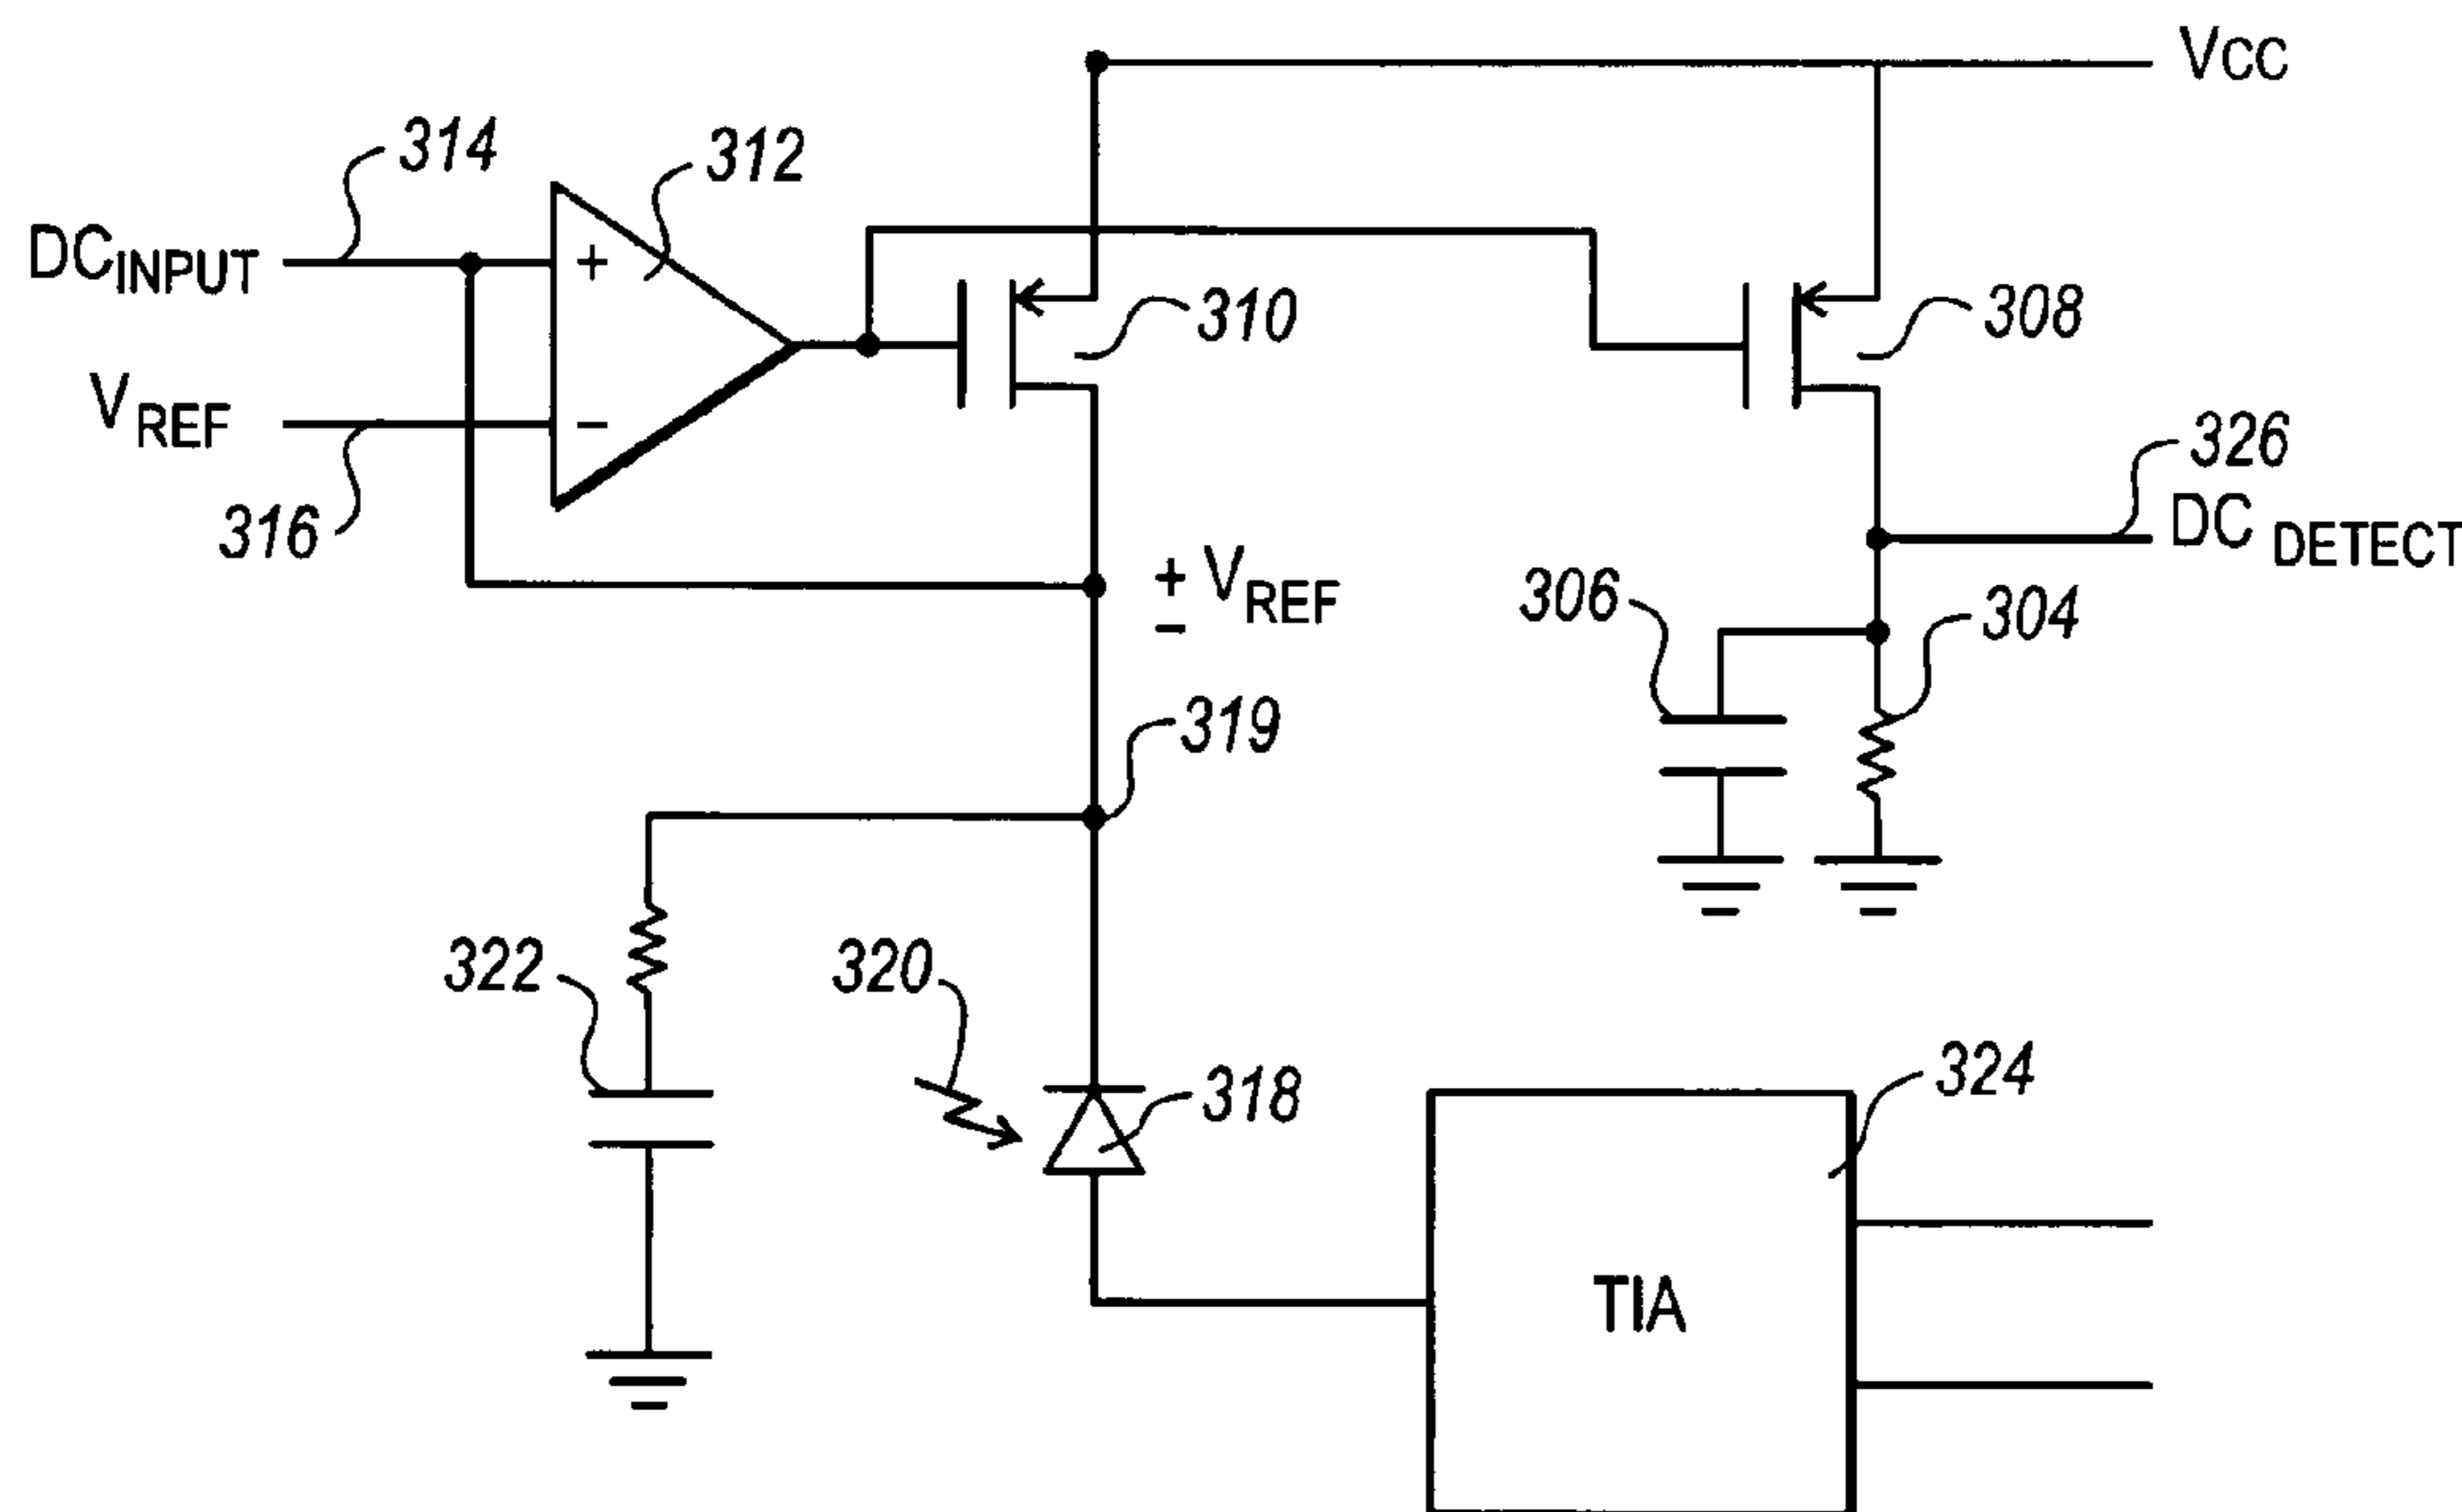 VCC
314
312
DCINPUT
310
308
VREF
326
316
DC DETECT
+ VREF
-
306
304
319
322
320
318
324
TIA
+
-